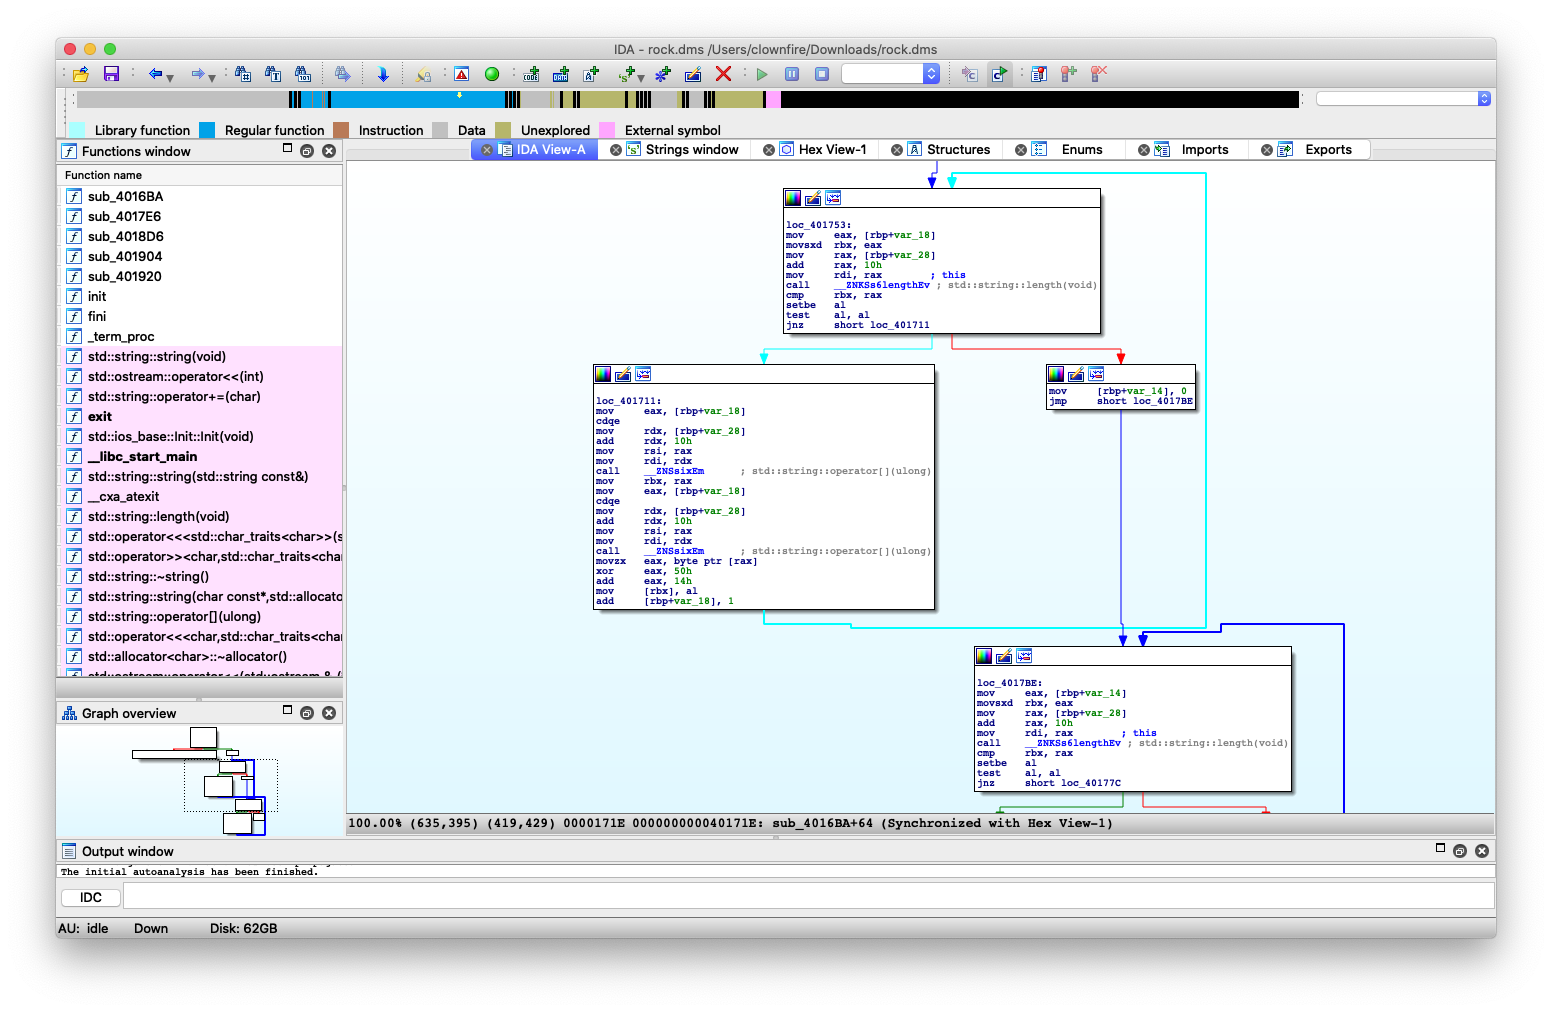 IDA - rock.dms /Users/clownfire/Downloads/rock.dms
Library function Regular function Instruction Data Unexplored External symbol
Functions window
IDA View-A Strings window Hex View-1 Structures Enums Imports Exports
Function name
sub_4016BA
sub_4017E6
sub_4018D6
sub_401904
sub_401920
init
fini
_term_proc
std::string::string(void)
std::ostream::operator<<(int)
std::string::operator+=(char)
exit
std::ios_base::Init::Init(void)
__libc_start_main
std::string::string(std::string const&)
__cxa_atexit
std::string::length(void)
std::operator<<<std::char_traits<char>>(s
std::operator>><char,std::char_traits<cha
std::string::~string()
std::string::string(char const*,std::allocato
std::string::operator[](ulong)
std::operator<<<char,std::char_traits<cha
std::allocator<char>::~allocator()
loc_401753:
mov eax, [rbp+var_18]
movsxd rbx, eax
mov rax, [rbp+var_28]
add rax, 10h
mov rdi, rax ; this
call __ZNKSs6lengthEv ; std::string::length(void)
cmp rbx, rax
setbe al
test al, al
jnz short loc_401711
loc_401711:
mov eax, [rbp+var_18]
cdqe
mov rdx, [rbp+var_28]
add rdx, 10h
mov rsi, rax
mov rdi, rdx
call __ZNSsixEm ; std::string::operator[](ulong)
mov rbx, rax
mov eax, [rbp+var_18]
cdqe
mov rdx, [rbp+var_28]
add rdx, 10h
mov rsi, rax
mov rdi, rdx
call __ZNSsixEm ; std::string::operator[](ulong)
movzx eax, byte ptr [rax]
xor eax, 50h
add eax, 14h
mov [rbx], al
add [rbp+var_18], 1
mov [rbp+var_14], 0
jmp short loc_4017BE
loc_4017BE:
mov eax, [rbp+var_14]
movsxd rbx, eax
mov rax, [rbp+var_28]
add rax, 10h
mov rdi, rax ; this
call __ZNKSs6lengthEv ; std::string::length(void)
cmp rbx, rax
setbe al
test al, al
jnz short loc_40177C
Graph overview
100.00% (635,395) (419,429) 0000171E 000000000040171E: sub_4016BA+64 (Synchronized with Hex View-1)
Output window
The initial autoanalysis has been finished.
IDC
AU: idle Down Disk: 62GB